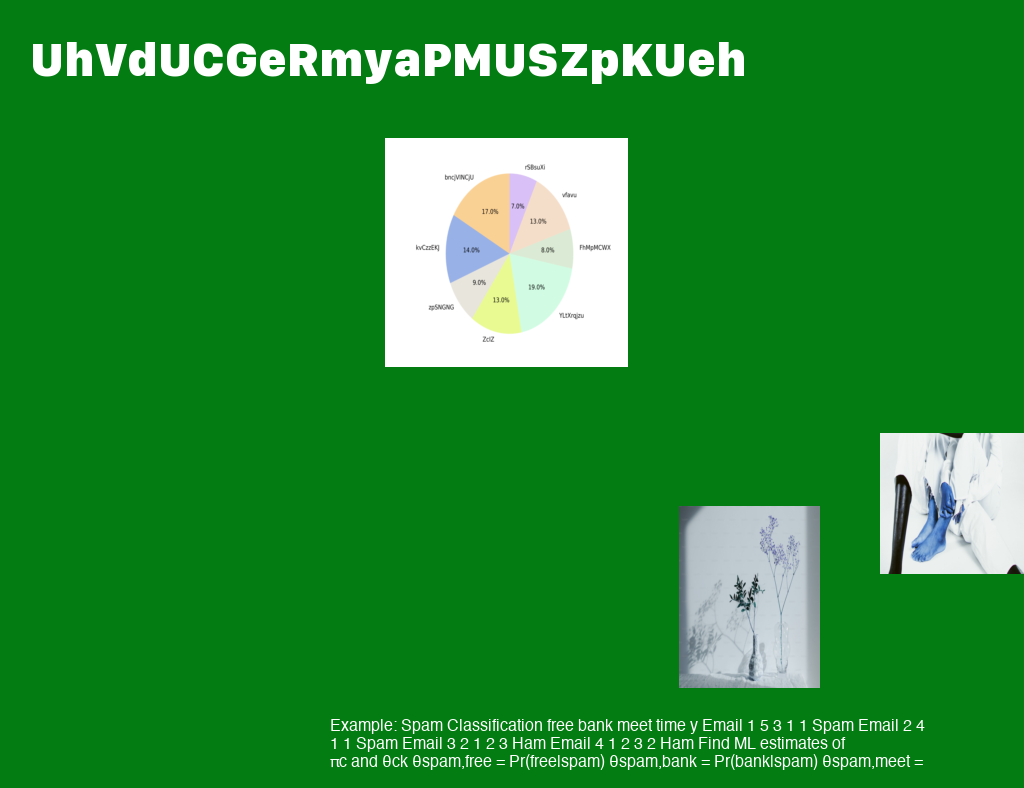 UhVdUCGeRmyaPMUSZpKUeh
rSBsuXi
bncjVINCjU
vfavu
7.0%
17.0%
13.0%
kvCzzEKJ
14.0%
8.0%
FhMpMCWX
9.0%
19.0%
13.0%
zpSNGNG
YLtXrqjzu
ZcIZ
Example: Spam Classification free bank meet time y Email 1 5 3 1 1 Spam Email 2 4
1 1 Spam Email 3 2 1 2 3 Ham Email 4 1 2 3 2 Ham Find ML estimates of
πc and θck θspam,free = Pr(free|spam) θspam,bank = Pr(bank|spam) θspam,meet =